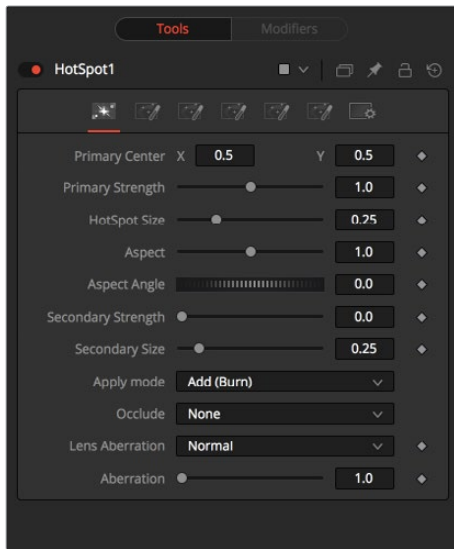 Tools Modifiers
HotSpot1
Primary Center X 0.5 Y 0.5
Primary Strength 1.0
HotSpot Size 0.25
Aspect 1.0
Aspect Angle 0.0
Secondary Strength 0.0
Secondary Size 0.25
Apply mode Add (Burn)
Occlude None
Lens Aberration Normal
Aberration 1.0